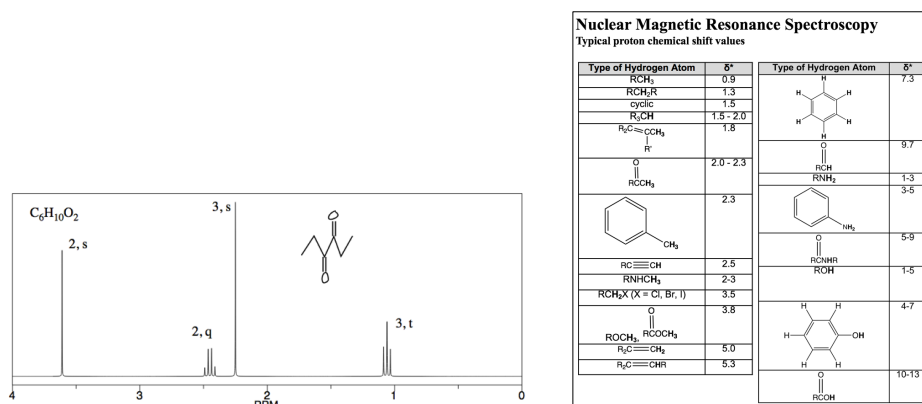 C6H10O2
2, s
2, q
3, s
3, t
O
O
4
3
2
1
0
PPM
Nuclear Magnetic Resonance Spectroscopy
Typical proton chemical shift values
Type of Hydrogen Atom δ*
RCH3 0.9
RCH2R 1.3
cyclic 1.5
R3CH 1.5 - 2.0
R2C CH3 1.8
R'
O
RCCH3 2.0 - 2.3
2.3
CH3
RC CH 2.5
RNHCH3 2-3
RCH2X (X = Cl, Br, I) 3.5
O 3.8
ROCH3, RCOCH3
R2C CH2 5.0
R2C CHR 5.3
Type of Hydrogen Atom δ*
H 7.3
H H
H H
H
O 9.7
RCH
RNH2 1-3
3-5
NH2
O 5-9
RCNHR
ROH 1-5
4-7
H H
H OH
H H
O 10-13
RCOH